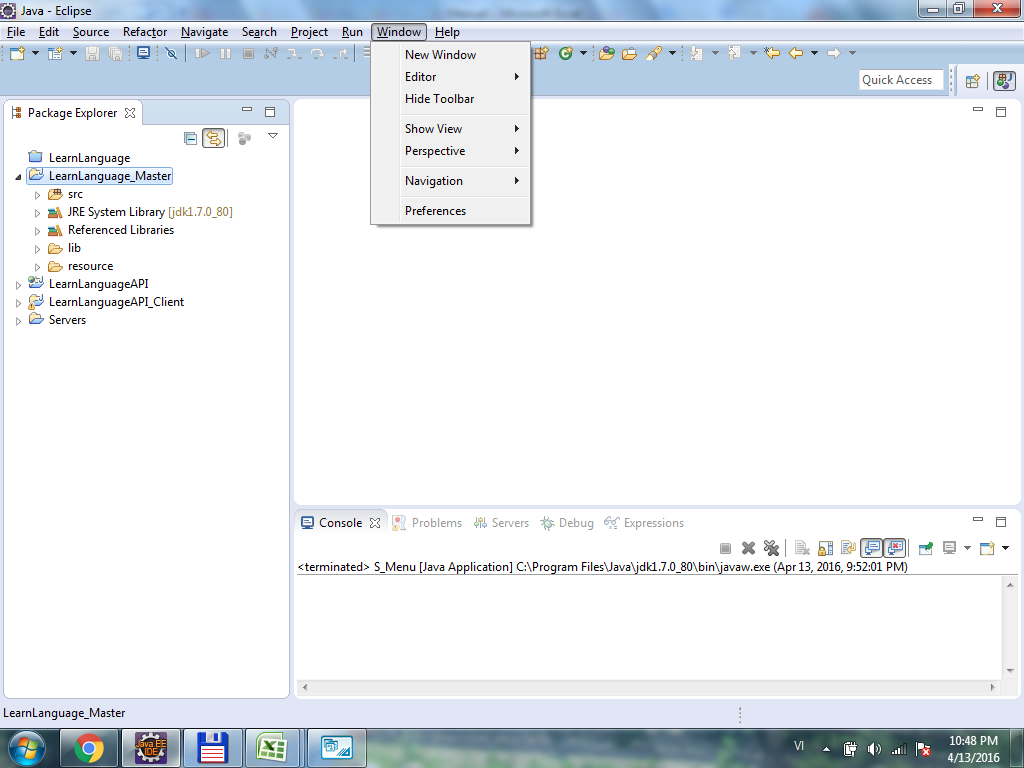 Java - Eclipse
File Edit Source Refactor Navigate Search Project Run Window Help
New Window
Editor
Hide Toolbar
Show View
Perspective
Navigation
Preferences
Quick Access
Package Explorer
LearnLanguage
LearnLanguage_Master
src
JRE System Library [jdk1.7.0_80]
Referenced Libraries
lib
resource
LearnLanguageAPI
LearnLanguageAPI_Client
Servers
Console Problems Servers Debug Expressions
<terminated> S_Menu [Java Application] C:\Program Files\Java\jdk1.7.0_80\bin\javaw.exe (Apr 13, 2016, 9:52:01 PM)
LearnLanguage_Master
Java EE
IDE
VI
10:48 PM
4/13/2016